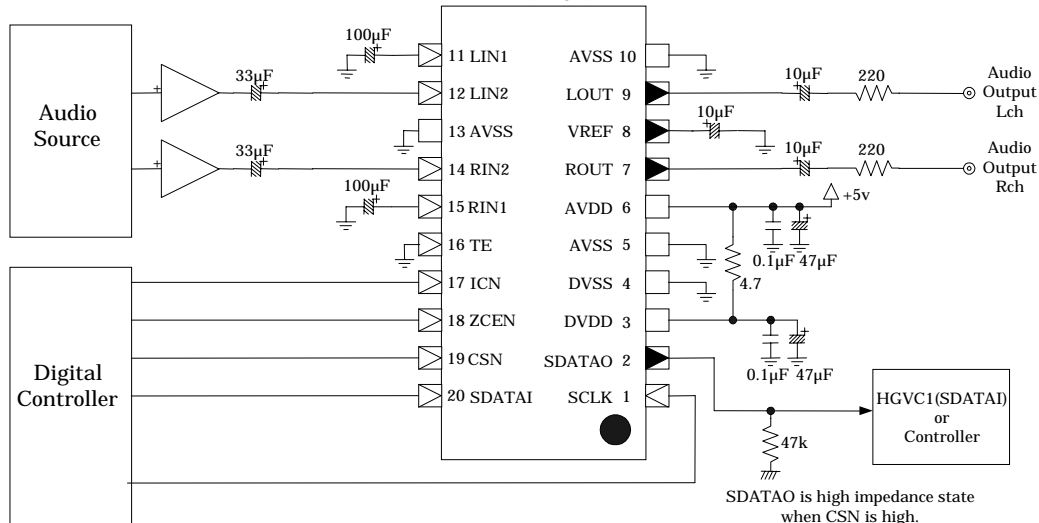 Audio
Source
Digital
Controller
33μF
33μF
100μF
100μF
11 LIN1
12 LIN2
13 AVSS
14 RIN2
15 RIN1
16 TE
17 ICN
18 ZCEN
19 CSN
20 SDATAI
AVSS 10
LOUT 9
VREF 8
ROUT 7
AVDD 6
AVSS 5
DVSS 4
DVDD 3
SDATAO 2
SCLK 1
10μF
220
Audio
Output
Lch
10μF
10μF
220
Audio
Output
Rch
+5v
0.1μF 47μF
4.7
0.1μF 47μF
HGVC1(SDATAI)
or
Controller
47k
SDATAO is high impedance state
when CSN is high.